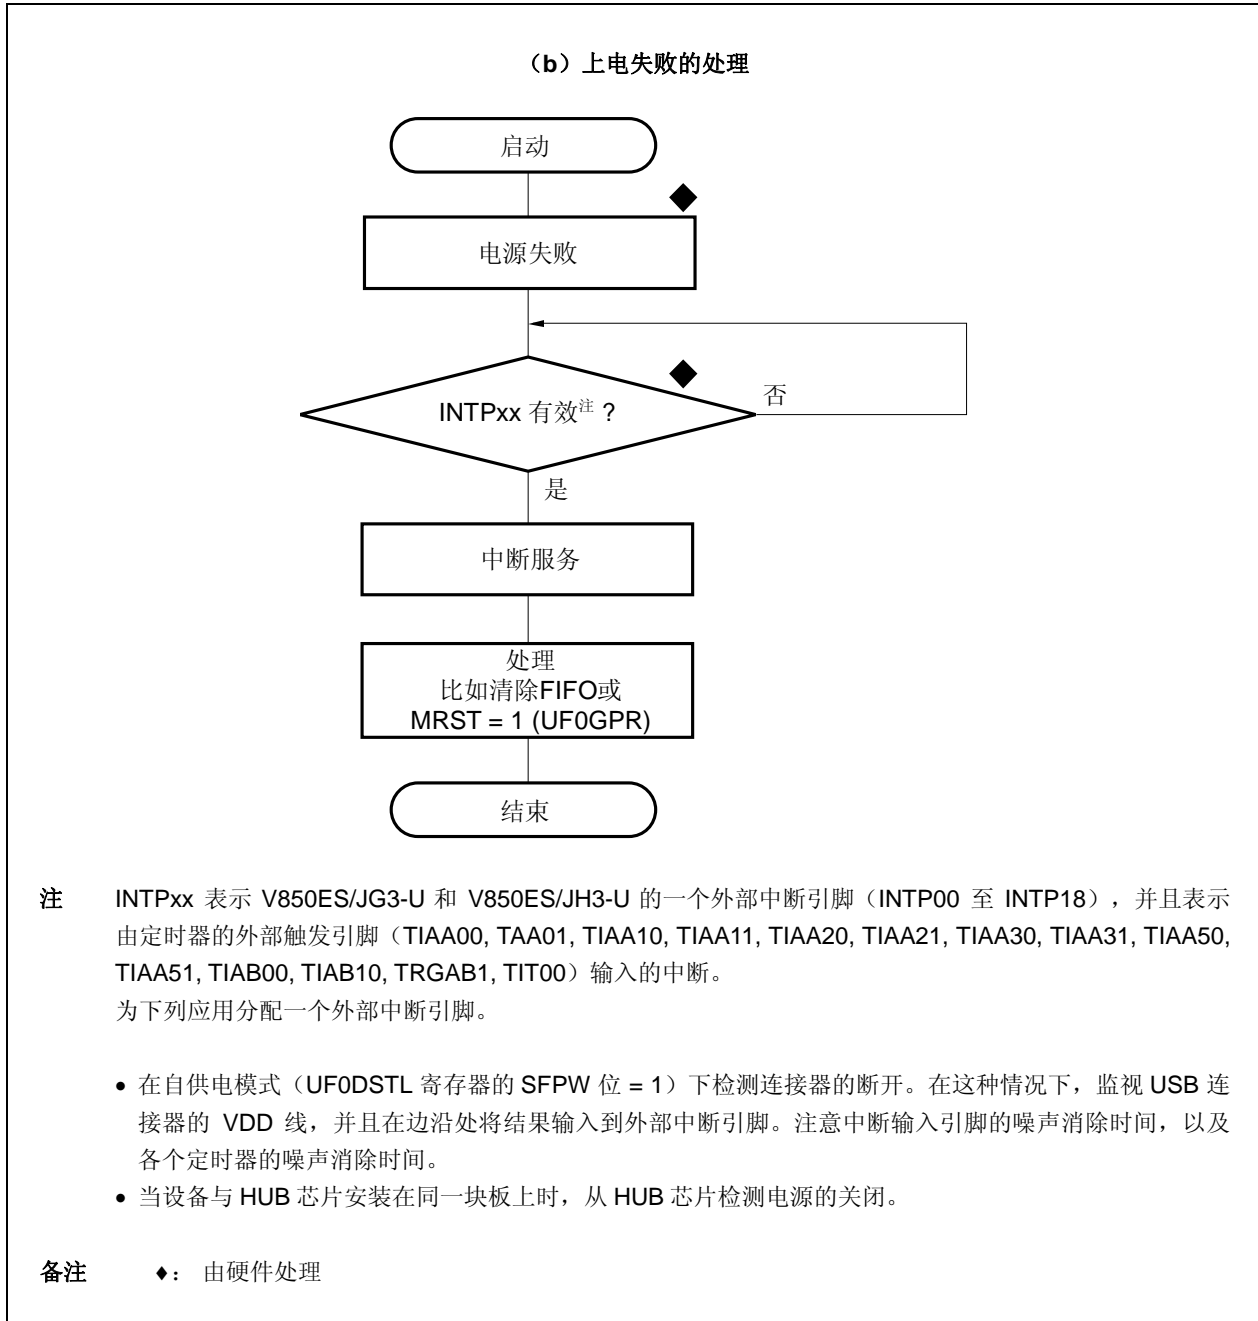 （b）上电失败的处理
启动
电源失败
INTPxx 有效注 ?
否
是
中断服务
处理
比如清除FIFO或
MRST = 1 (UF0GPR)
结束
注 INTPxx 表示 V850ES/JG3-U 和 V850ES/JH3-U 的一个外部中断引脚（INTP00 至 INTP18），并且表示
由定时器的外部触发引脚（TIAA00, TAA01, TIAA10, TIAA11, TIAA20, TIAA21, TIAA30, TIAA31, TIAA50,
TIAA51, TIAB00, TIAB10, TRGAB1, TIT00）输入的中断。
为下列应用分配一个外部中断引脚。
• 在自供电模式（UF0DSTL 寄存器的 SFPW 位 = 1）下检测连接器的断开。在这种情况下，监视 USB 连
接器的 VDD 线，并且在边沿处将结果输入到外部中断引脚。注意中断输入引脚的噪声消除时间，以及
各个定时器的噪声消除时间。
• 当设备与 HUB 芯片安装在同一块板上时，从 HUB 芯片检测电源的关闭。
备注 ♦： 由硬件处理